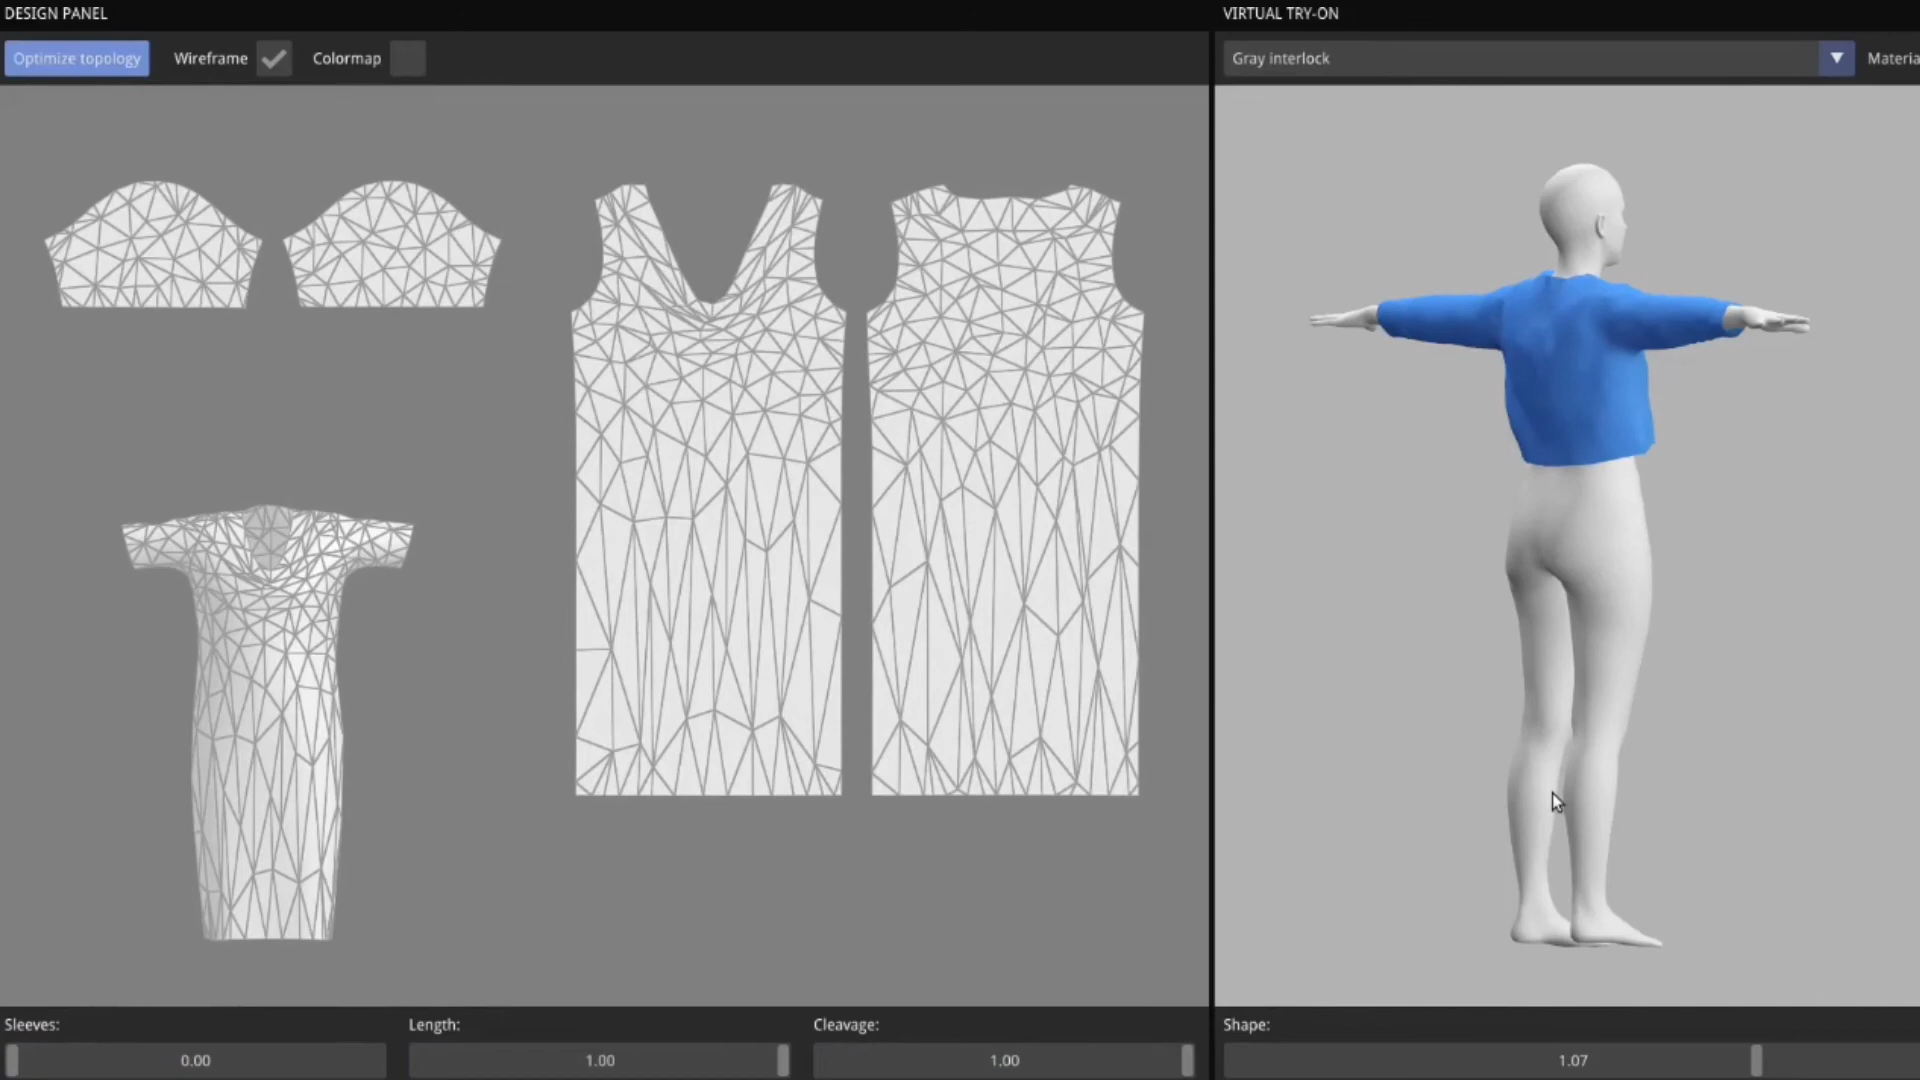 DESIGN PANEL
VIRTUAL TRY-ON
Optimize topology
Wireframe
Colormap
Gray interlock
Materia
Sleeves:
Length:
Cleavage:
Shape:
0.00
1.00
1.00
1.07